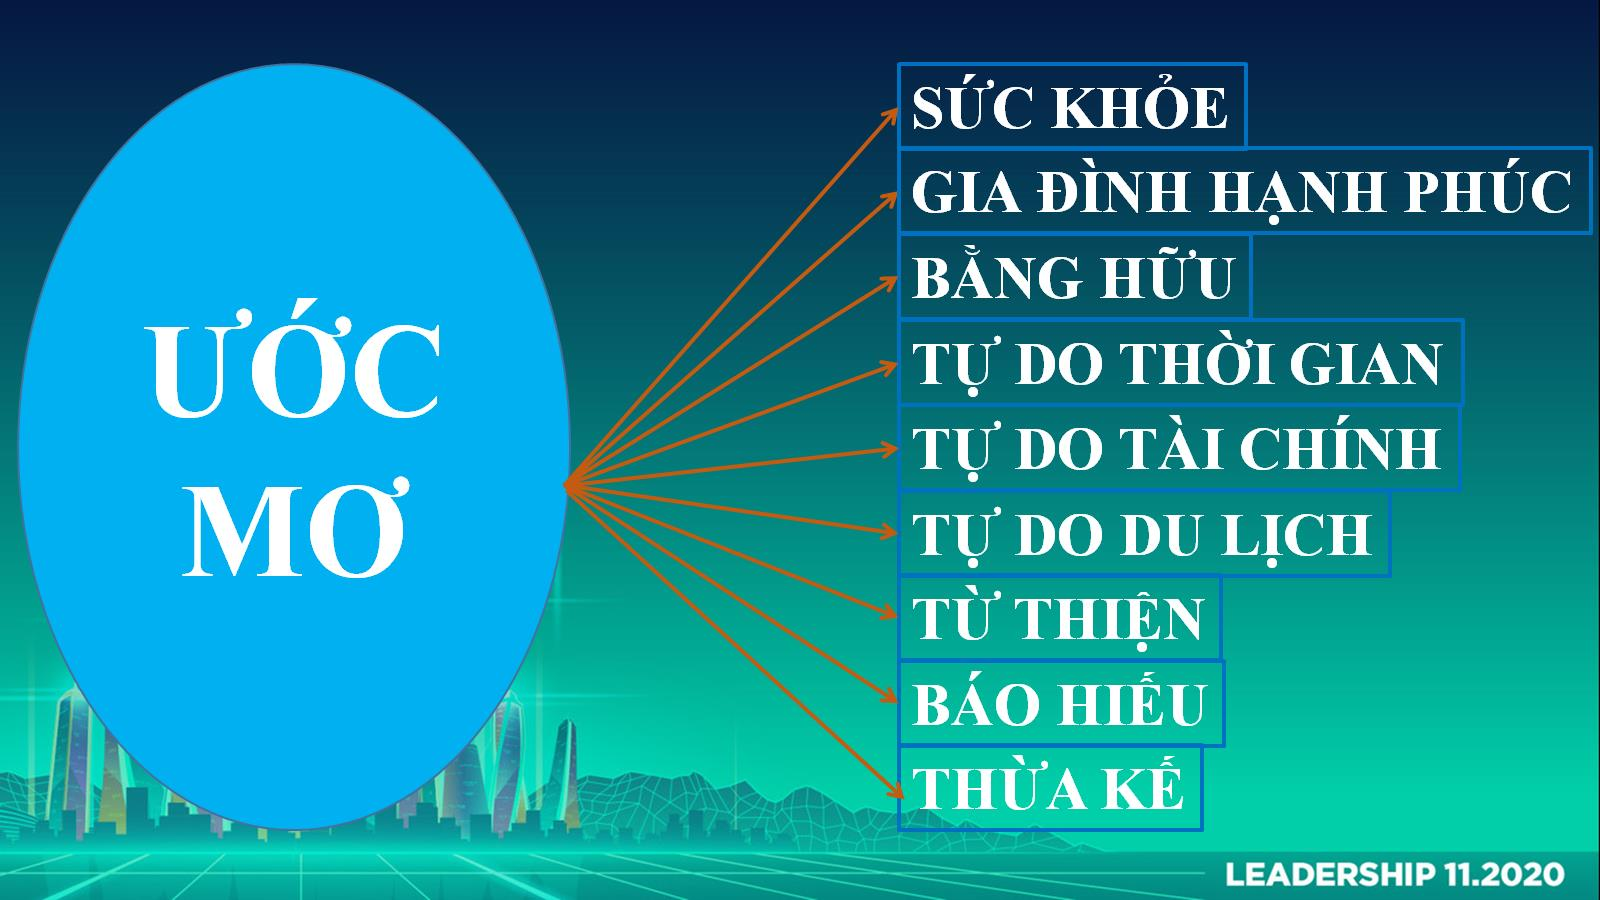 ƯỚC
MƠ
SỨC KHỎE
GIA ĐÌNH HẠNH PHÚC
BẰNG HỮU
TỰ DO THỜI GIAN
TỰ DO TÀI CHÍNH
TỰ DO DU LỊCH
TỪ THIỆN
BÁO HIẾU
THỪA KẾ
LEADERSHIP 11.2020